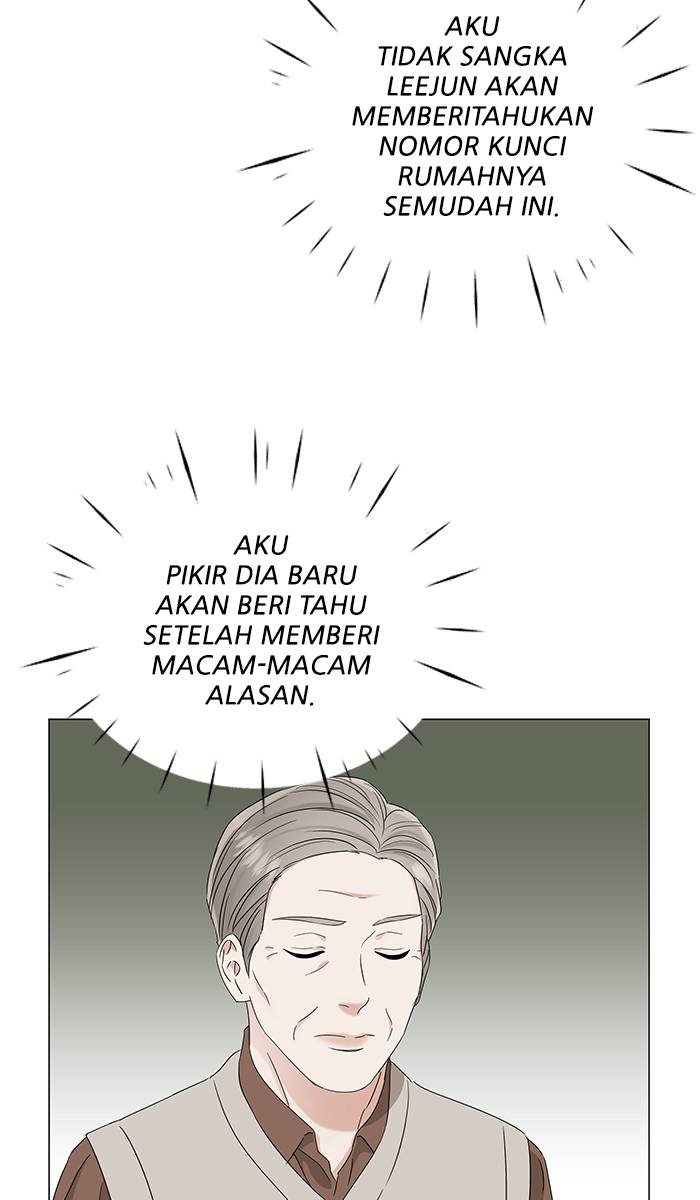 AKU
TIDAK SANGKA
LEEJUN AKAN
MEMBERITAHUKAN
NOMOR KUNCI
RUMAHNYA
SEMUDAH INI.
AKU
PIKIR DIA BARU
AKAN BERI TAHU
SETELAH MEMBERI
MACAM-MACAM
ALASAN.